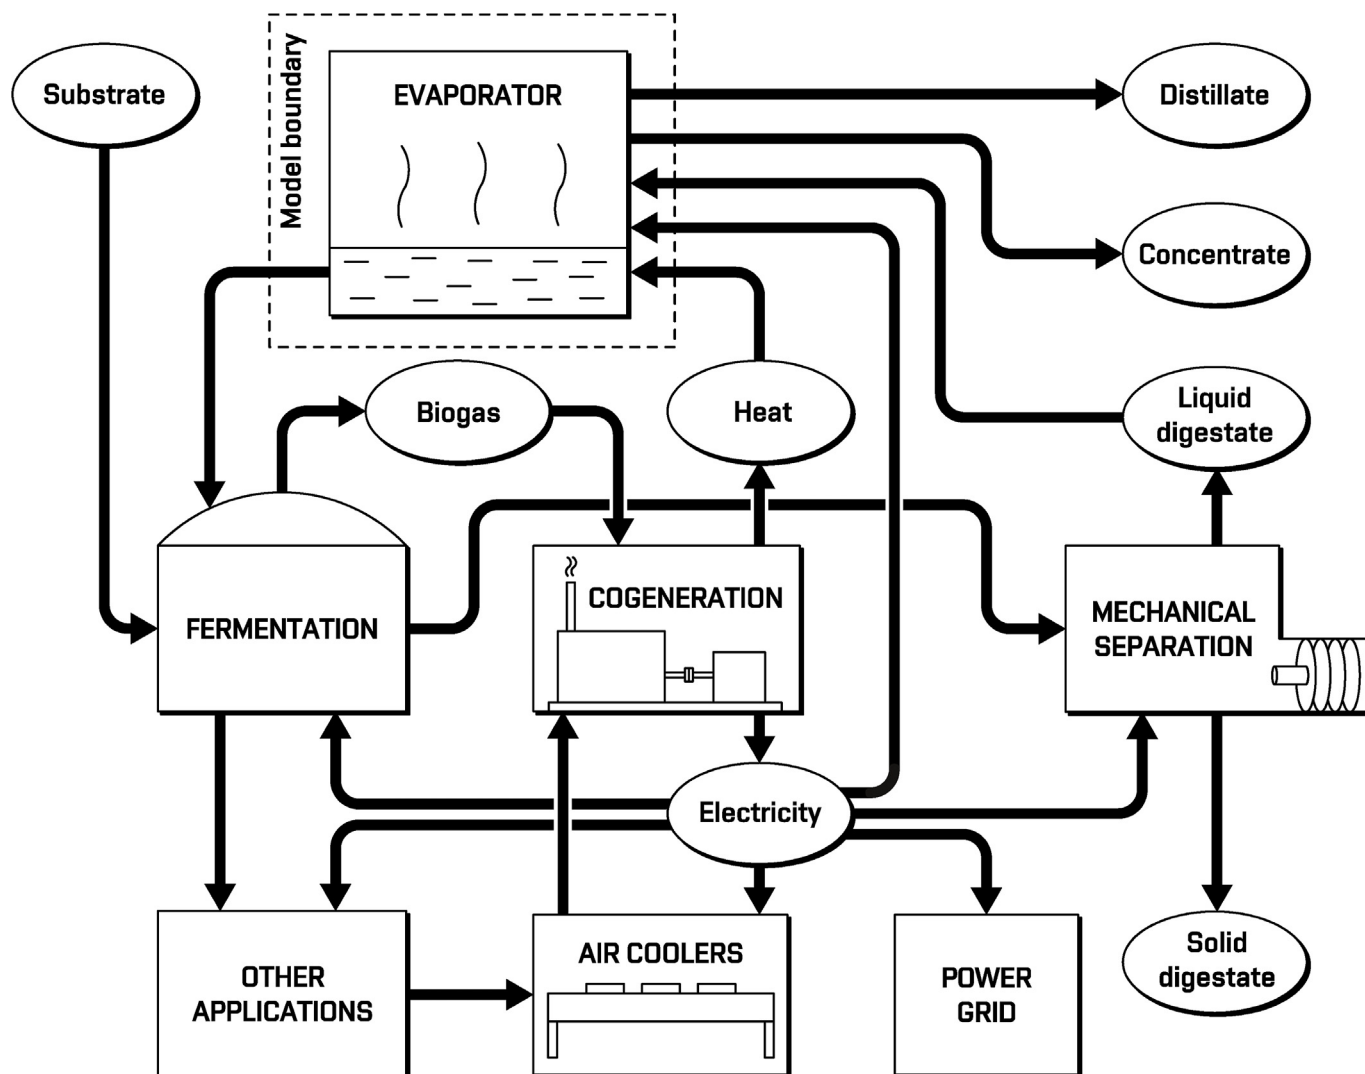 Substrate
Model boundary
EVAPORATOR
Distillate
Concentrate
Biogas
Heat
Liquid
digestate
FERMENTATION
COGENERATION
MECHANICAL
SEPARATION
Electricity
OTHER
APPLICATIONS
AIR COOLERS
POWER
GRID
Solid
digestate